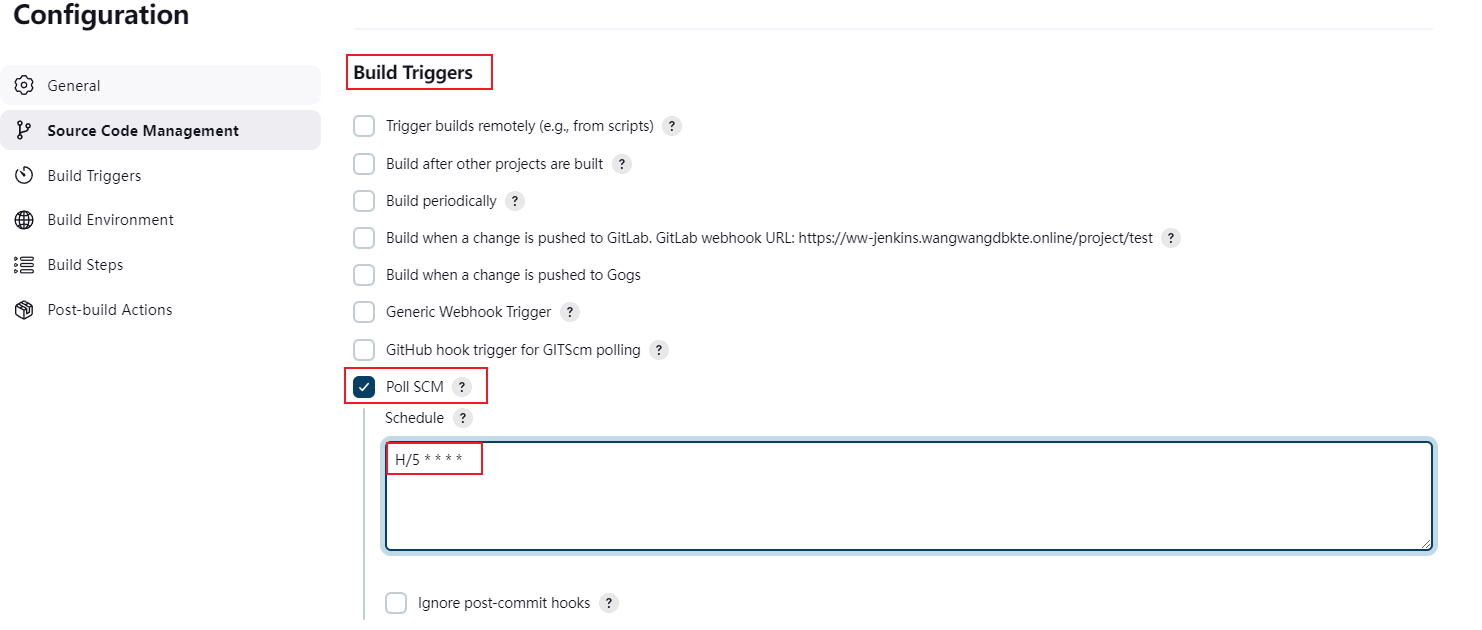 Configuration
General
Source Code Management
Build Triggers
Build Environment
Build Steps
Post-build Actions
Build Triggers
Trigger builds remotely (e.g., from scripts) ?
Build after other projects are built ?
Build periodically ?
Build when a change is pushed to GitLab. GitLab webhook URL: https://ww-jenkins.wangwangdbkte.online/project/test ?
Build when a change is pushed to Gogs
Generic Webhook Trigger ?
GitHub hook trigger for GITScm polling ?
Poll SCM ?
Schedule ?
H/5 * * * *
Ignore post-commit hooks ?